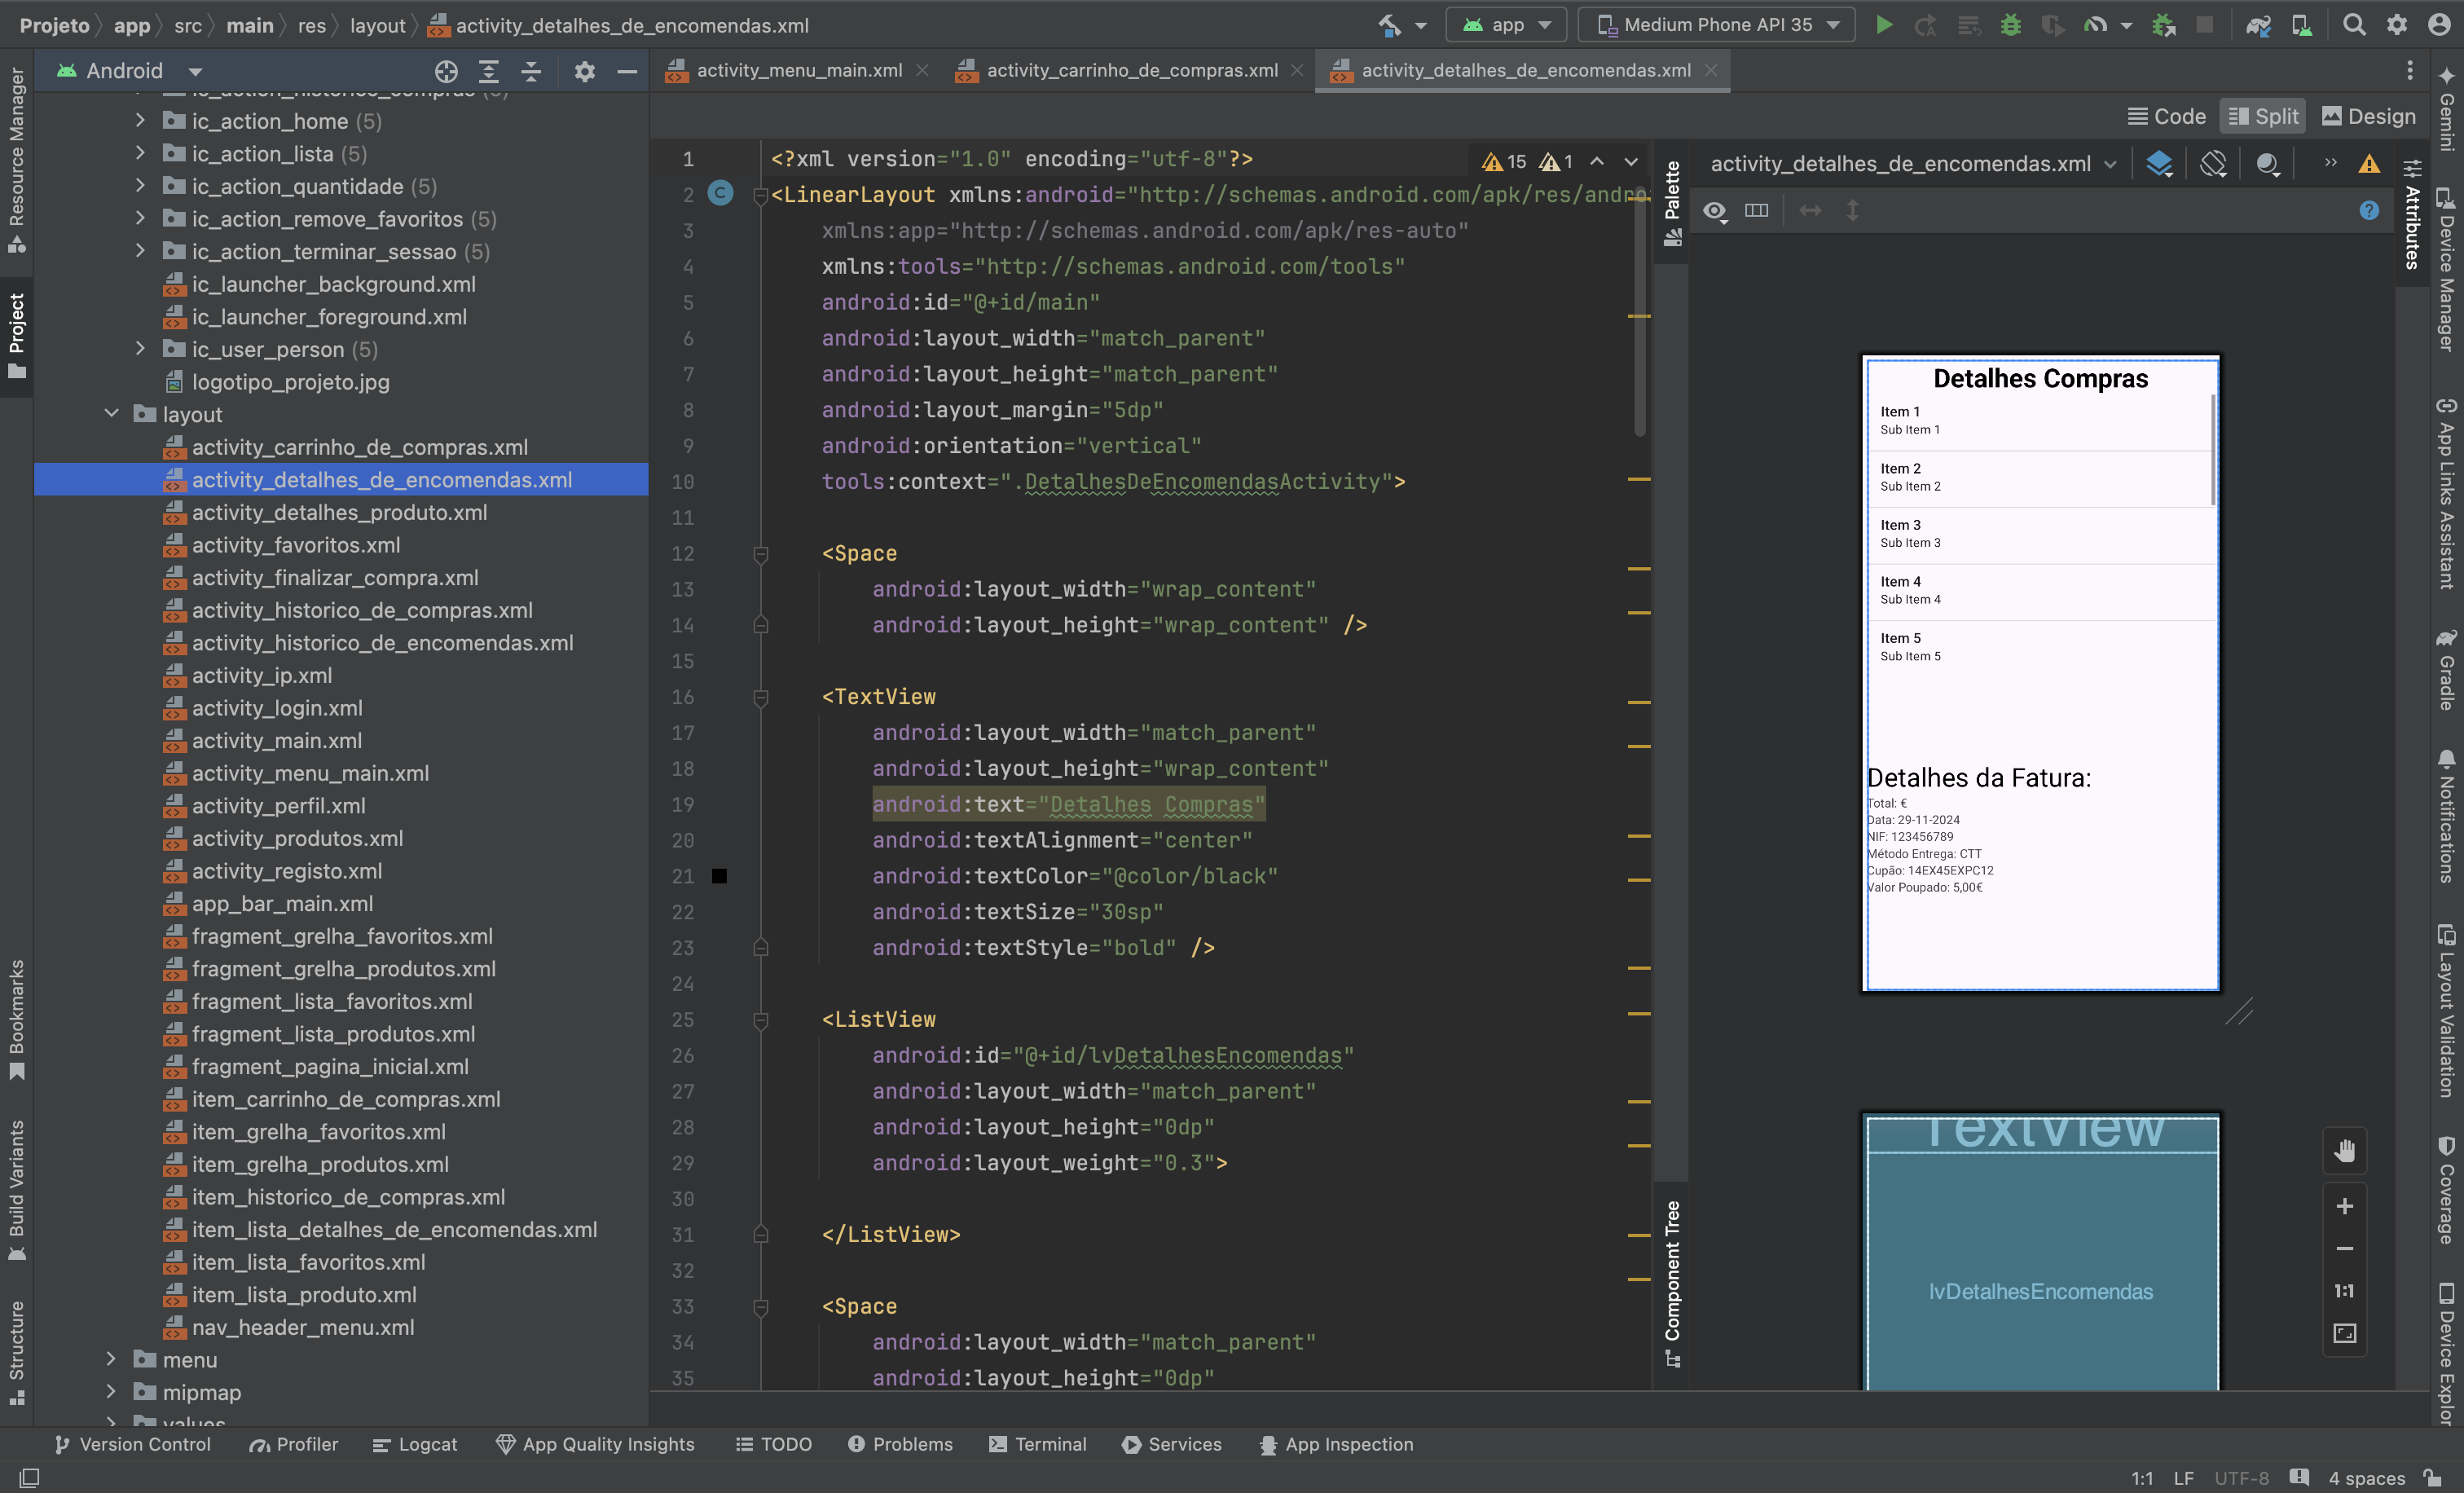 Projeto app src main res layout activity_detalhes_de_encomendas.xml
app
Medium Phone API 35
Android
activity_menu_main.xml
activity_carrinho_de_compras.xml
activity_detalhes_de_encomendas.xml
Code Split Design
Resource Manager
Project
Bookmarks
Build Variants
Structure
ic_action_historico_compras (5)
ic_action_home (5)
ic_action_lista (5)
ic_action_quantidade (5)
ic_action_remove_favoritos (5)
ic_action_terminar_sessao (5)
ic_launcher_background.xml
ic_launcher_foreground.xml
ic_user_person (5)
logotipo_projeto.jpg
layout
activity_carrinho_de_compras.xml
activity_detalhes_de_encomendas.xml
activity_detalhes_produto.xml
activity_favoritos.xml
activity_finalizar_compra.xml
activity_historico_de_compras.xml
activity_historico_de_encomendas.xml
activity_ip.xml
activity_login.xml
activity_main.xml
activity_menu_main.xml
activity_perfil.xml
activity_produtos.xml
activity_registo.xml
app_bar_main.xml
fragment_grelha_favoritos.xml
fragment_grelha_produtos.xml
fragment_lista_favoritos.xml
fragment_lista_produtos.xml
fragment_pagina_inicial.xml
item_carrinho_de_compras.xml
item_grelha_favoritos.xml
item_grelha_produtos.xml
item_historico_de_compras.xml
item_lista_detalhes_de_encomendas.xml
item_lista_favoritos.xml
item_lista_produto.xml
nav_header_menu.xml
menu
mipmap
values
15 1
1 <?xml version="1.0" encoding="utf-8"?>
2 <LinearLayout xmlns:android="http://schemas.android.com/apk/res/andro
3 xmlns:app="http://schemas.android.com/apk/res-auto"
4 xmlns:tools="http://schemas.android.com/tools"
5 android:id="@+id/main"
6 android:layout_width="match_parent"
7 android:layout_height="match_parent"
8 android:layout_margin="5dp"
9 android:orientation="vertical"
10 tools:context=".DetalhesDeEncomendasActivity">
11
12 <Space
13 android:layout_width="wrap_content"
14 android:layout_height="wrap_content" />
15
16 <TextView
17 android:layout_width="match_parent"
18 android:layout_height="wrap_content"
19 android:text="Detalhes Compras"
20 android:textAlignment="center"
21 android:textColor="@color/black"
22 android:textSize="30sp"
23 android:textStyle="bold" />
24
25 <ListView
26 android:id="@+id/lvDetalhesEncomendas"
27 android:layout_width="match_parent"
28 android:layout_height="0dp"
29 android:layout_weight="0.3">
30
31 </ListView>
32
33 <Space
34 android:layout_width="match_parent"
35 android:layout_height="0dp"
Palette
Component Tree
activity_detalhes_de_encomendas.xml
Attributes
Detalhes Compras
Item 1
Sub Item 1
Item 2
Sub Item 2
Item 3
Sub Item 3
Item 4
Sub Item 4
Item 5
Sub Item 5
Detalhes da Fatura:
Total: €
Data: 29-11-2024
NIF: 123456789
Método Entrega: CTT
Cupão: 14EX45EXPC12
Valor Poupado: 5,00€
TextView
lvDetalhesEncomendas
1:1
Gemini
Device Manager
App Links Assistant
Gradle
Notifications
Layout Validation
Coverage
Device Explor
Version Control
Profiler
Logcat
App Quality Insights
TODO
Problems
Terminal
Services
App Inspection
1:1 LF UTF-8 4 spaces